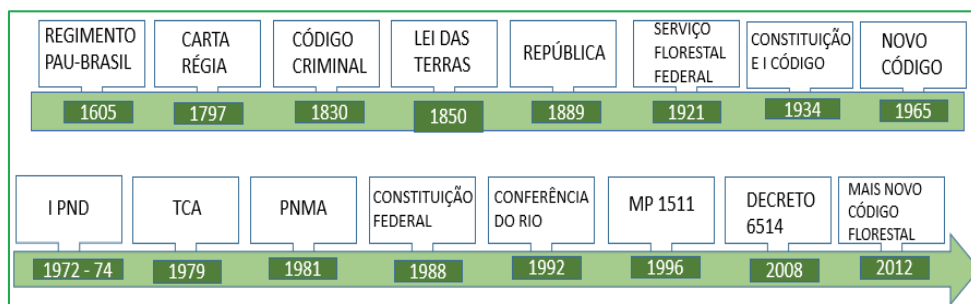 REGIMENTO
PAU-BRASIL
CARTA
RÉGIA
CÓDIGO
CRIMINAL
LEI DAS
TERRAS
REPÚBLICA
SERVIÇO
FLORESTAL
FEDERAL
CONSTITUIÇÃO
E I CÓDIGO
NOVO
CÓDIGO
1605
1797
1830
1850
1889
1921
1934
1965
I PND
TCA
PNMA
CONSTITUIÇÃO
FEDERAL
CONFERÊNCIA
DO RIO
MP 1511
DECRETO
6514
MAIS NOVO
CÓDIGO
FLORESTAL
1972 - 74
1979
1981
1988
1992
1996
2008
2012